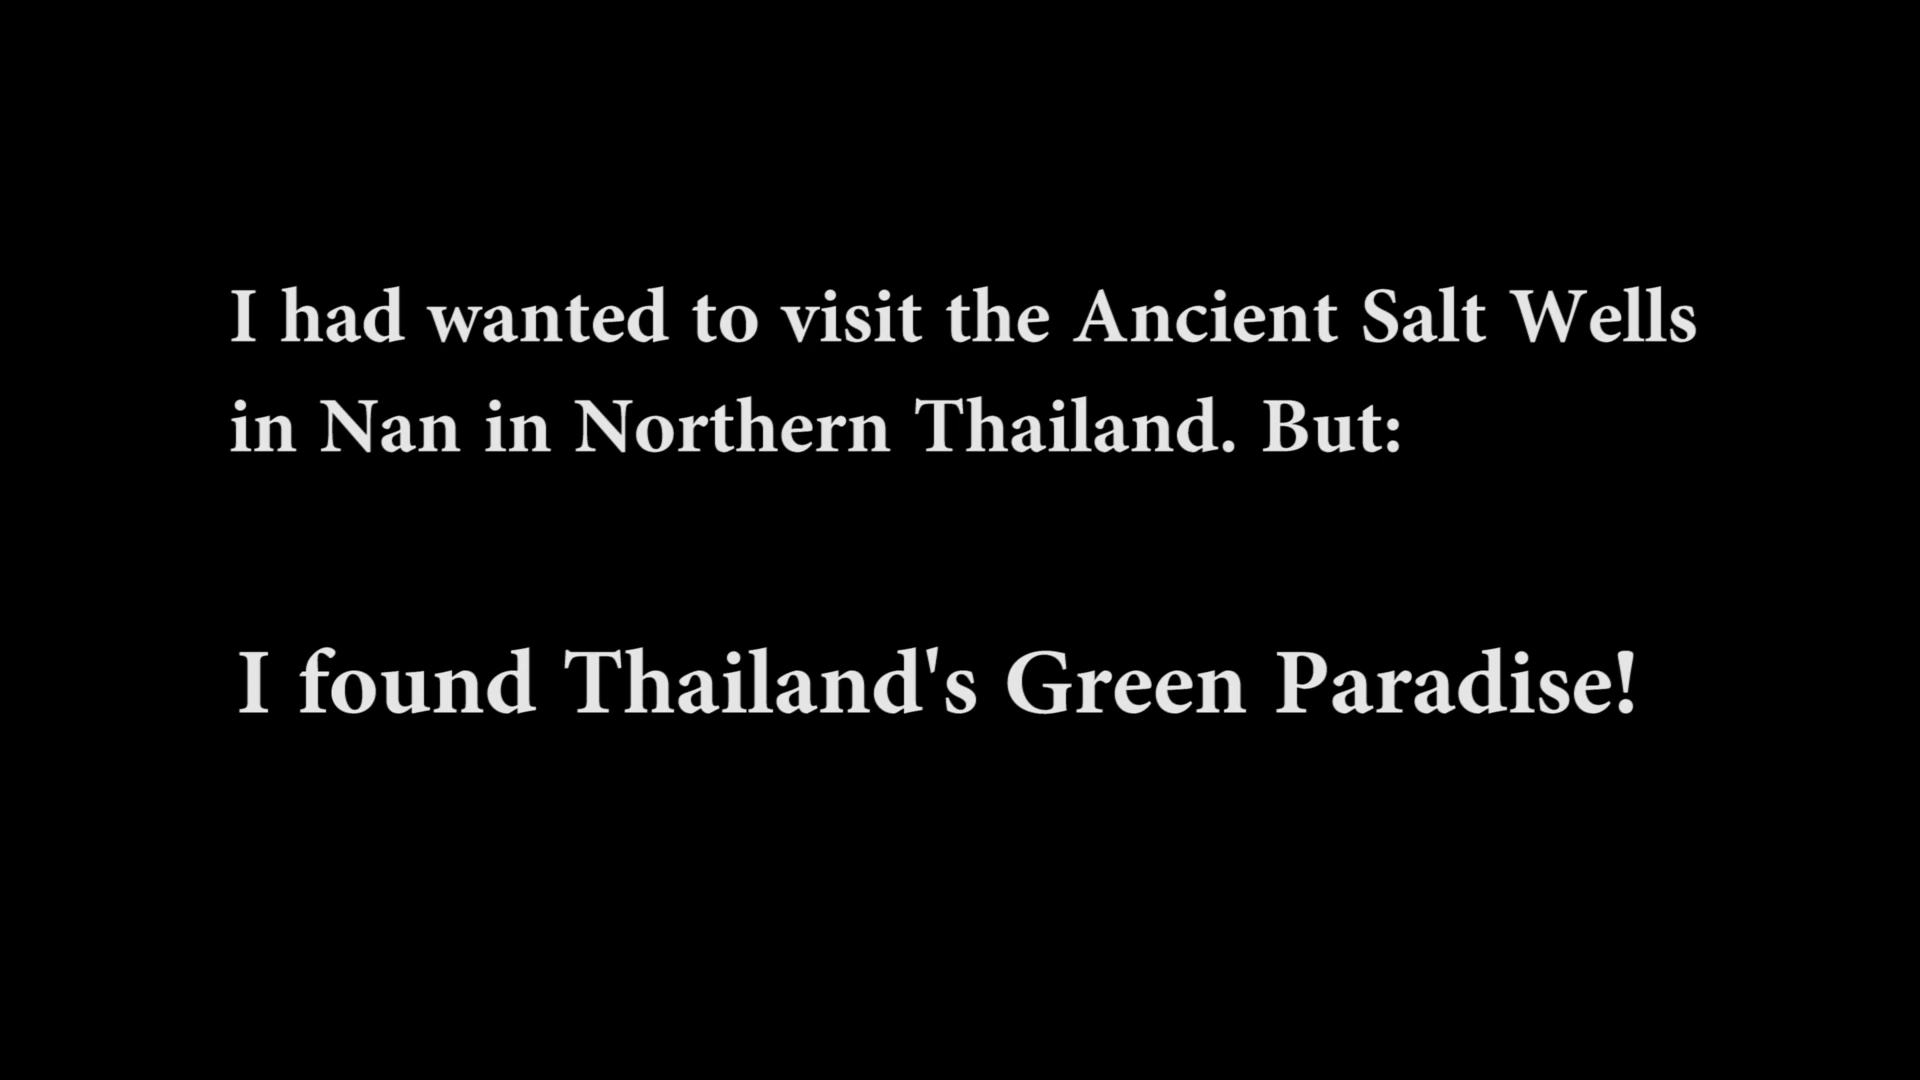 I had wanted to visit the Ancient Salt Wells
in Nan in Northern Thailand. But:
I found Thailand's Green Paradise!